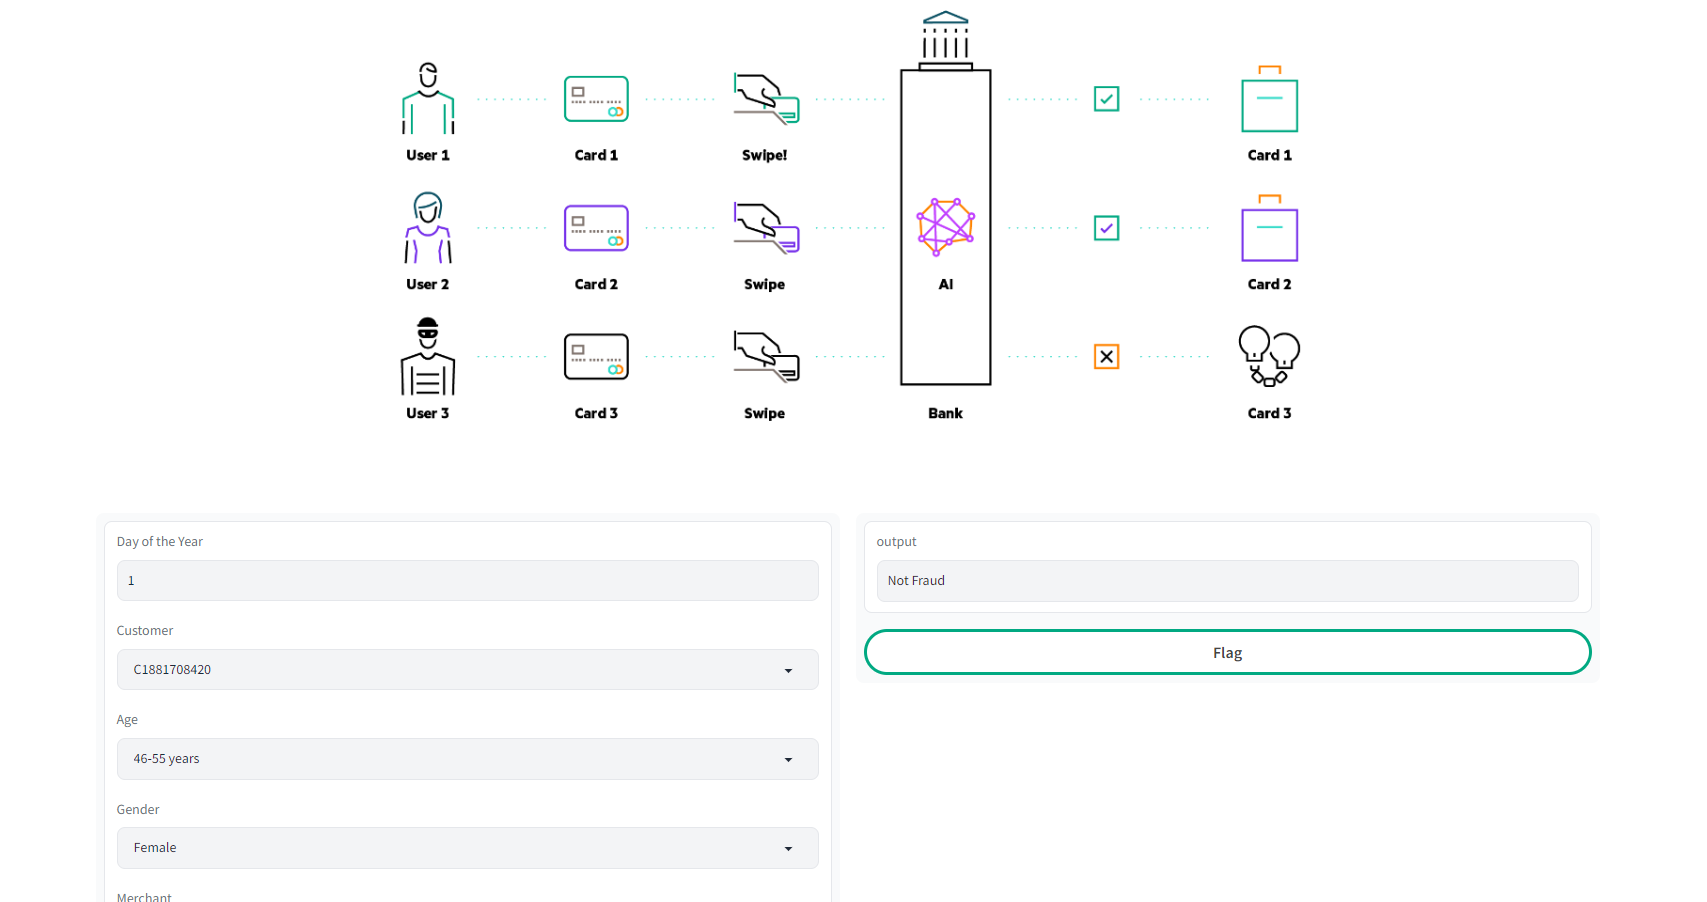 User 1
Card 1
Swipe!
Card 1
User 2
Card 2
Swipe
AI
Card 2
User 3
Card 3
Swipe
Bank
Card 3
Day of the Year
1
Customer
C1881708420
Age
46-55 years
Gender
Female
Merchant
output
Not Fraud
Flag